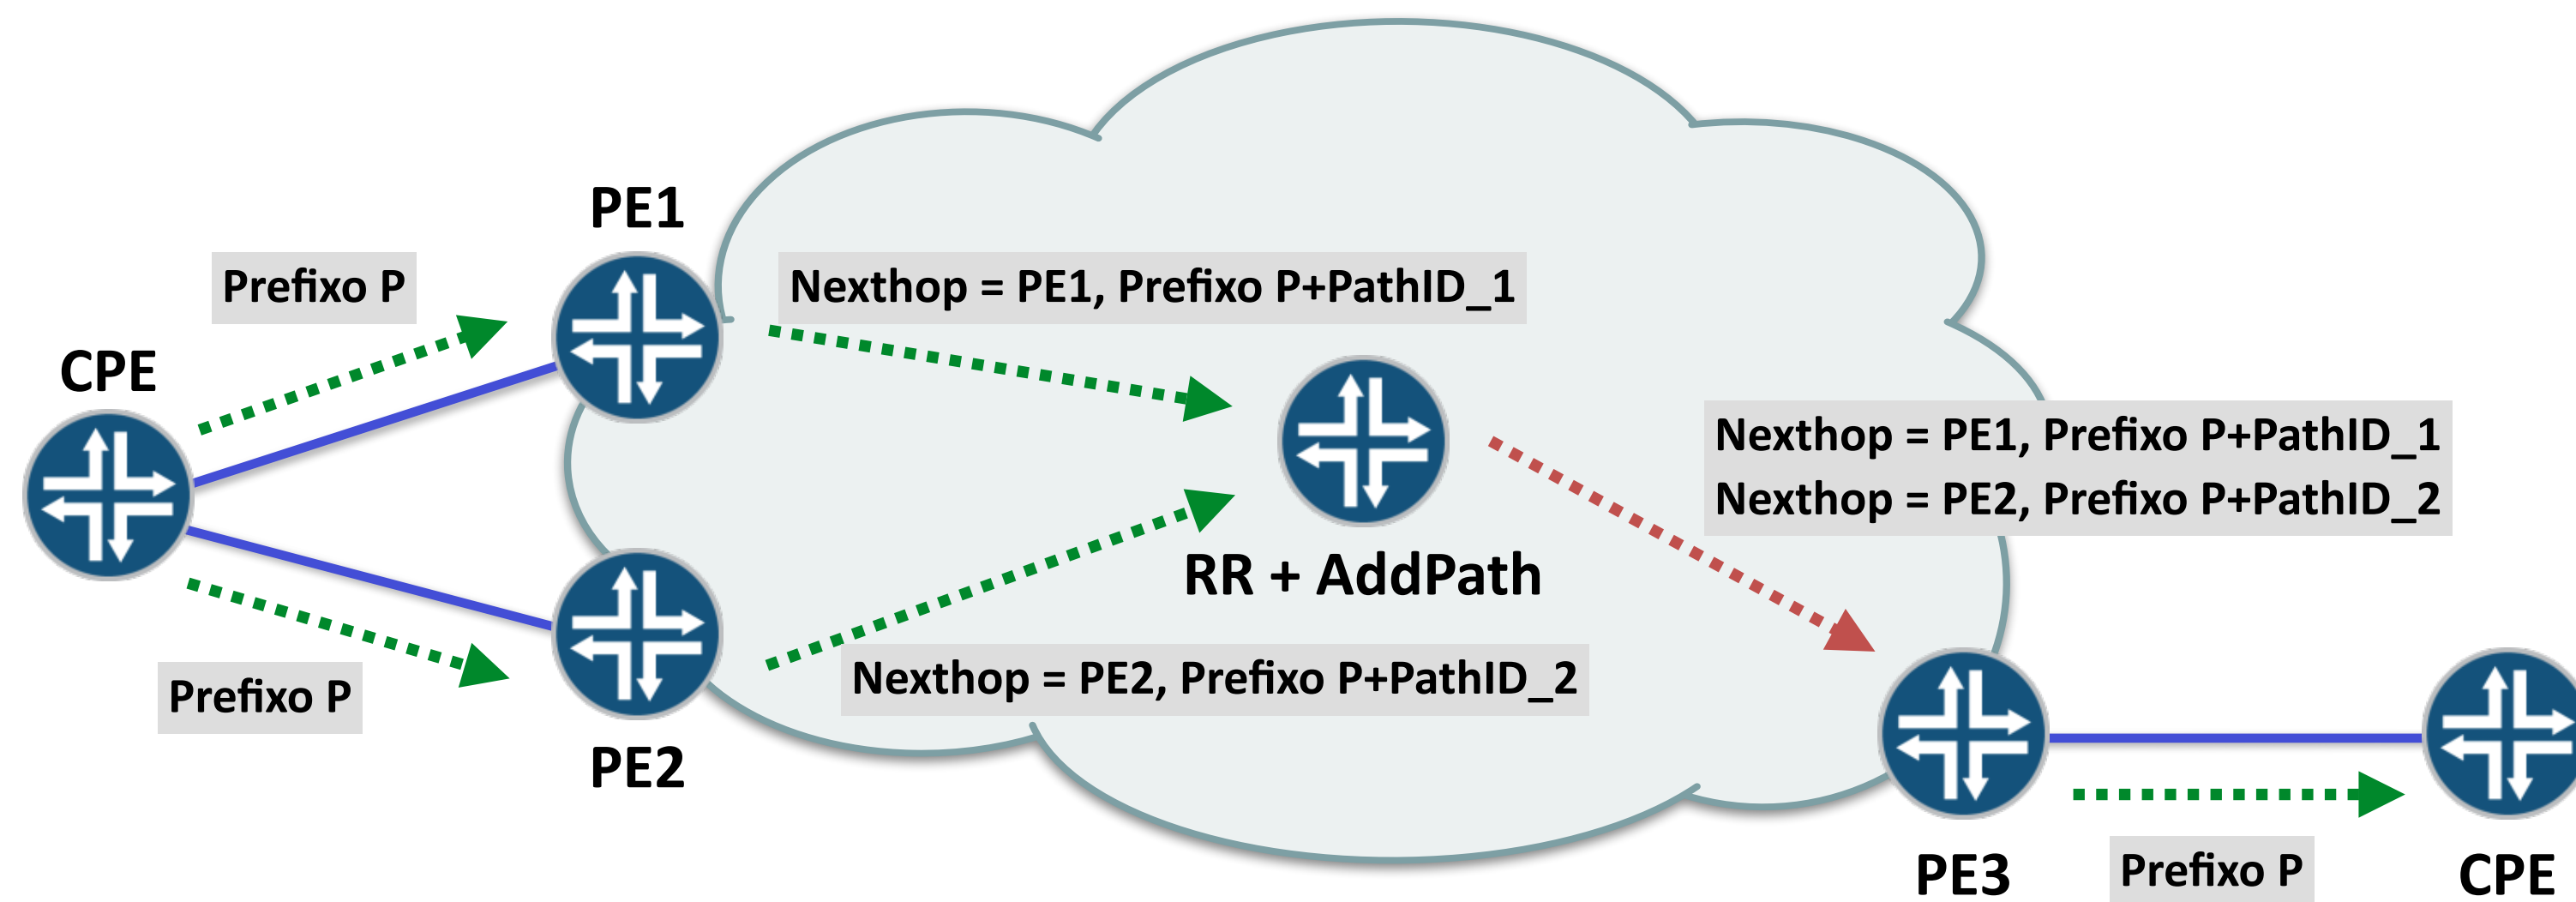 PE1
Prefixo P
Nexthop = PE1, Prefixo P+PathID_1
CPE
Nexthop = PE1, Prefixo P+PathID_1
Nexthop = PE2, Prefixo P+PathID_2
RR + AddPath
Nexthop = PE2, Prefixo P+PathID_2
Prefixo P
PE2
PE3
Prefixo P
CPE